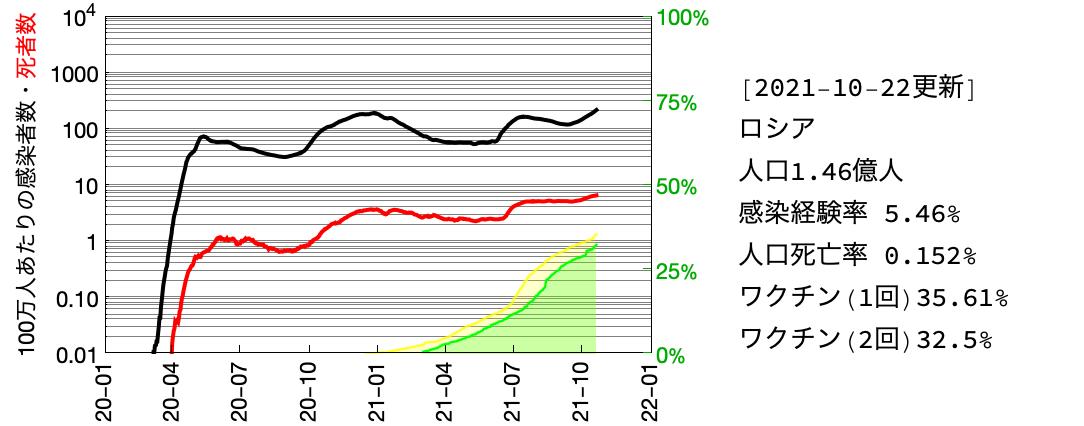 100万人あたりの感染者数・死者数
10^4
1000
100
10
1
0.10
0.01
100%
75%
50%
25%
0%
20-01
20-04
20-07
20-10
21-01
21-04
21-07
21-10
22-01
[2021-10-22更新]
ロシア
人口1.46億人
感染経験率 5.46%
人口死亡率 0.152%
ワクチン(1回)35.61%
ワクチン(2回)32.5%